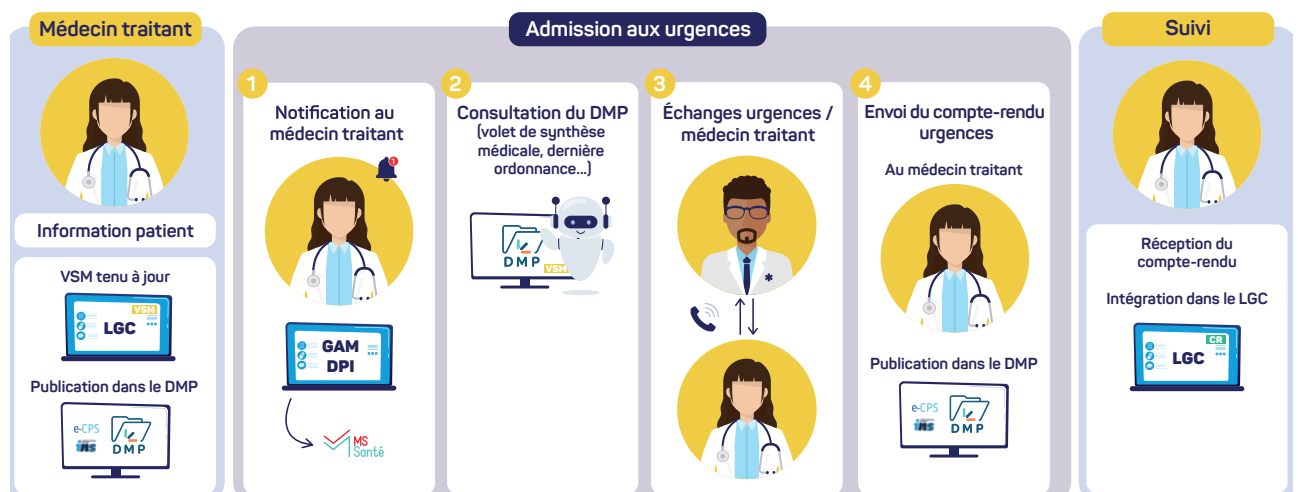 Médecin traitant
Information patient
VSM tenu à jour
VSM
LGC
Publication dans le DMP
e-CPS
ins
DMP
Admission aux urgences
1
Notification au
médecin traitant
1
GAM
DPI
MS
Santé
2
Consultation du DMP
(volet de synthèse
médicale, dernière
ordonnance...)
DMP
VSM
3
Échanges urgences /
médecin traitant
4
Envoi du compte-rendu
urgences
Au médecin traitant
Publication dans le DMP
e-CPS
ins
DMP
Suivi
Réception du
compte-rendu
Intégration dans le LGC
CR
LGC